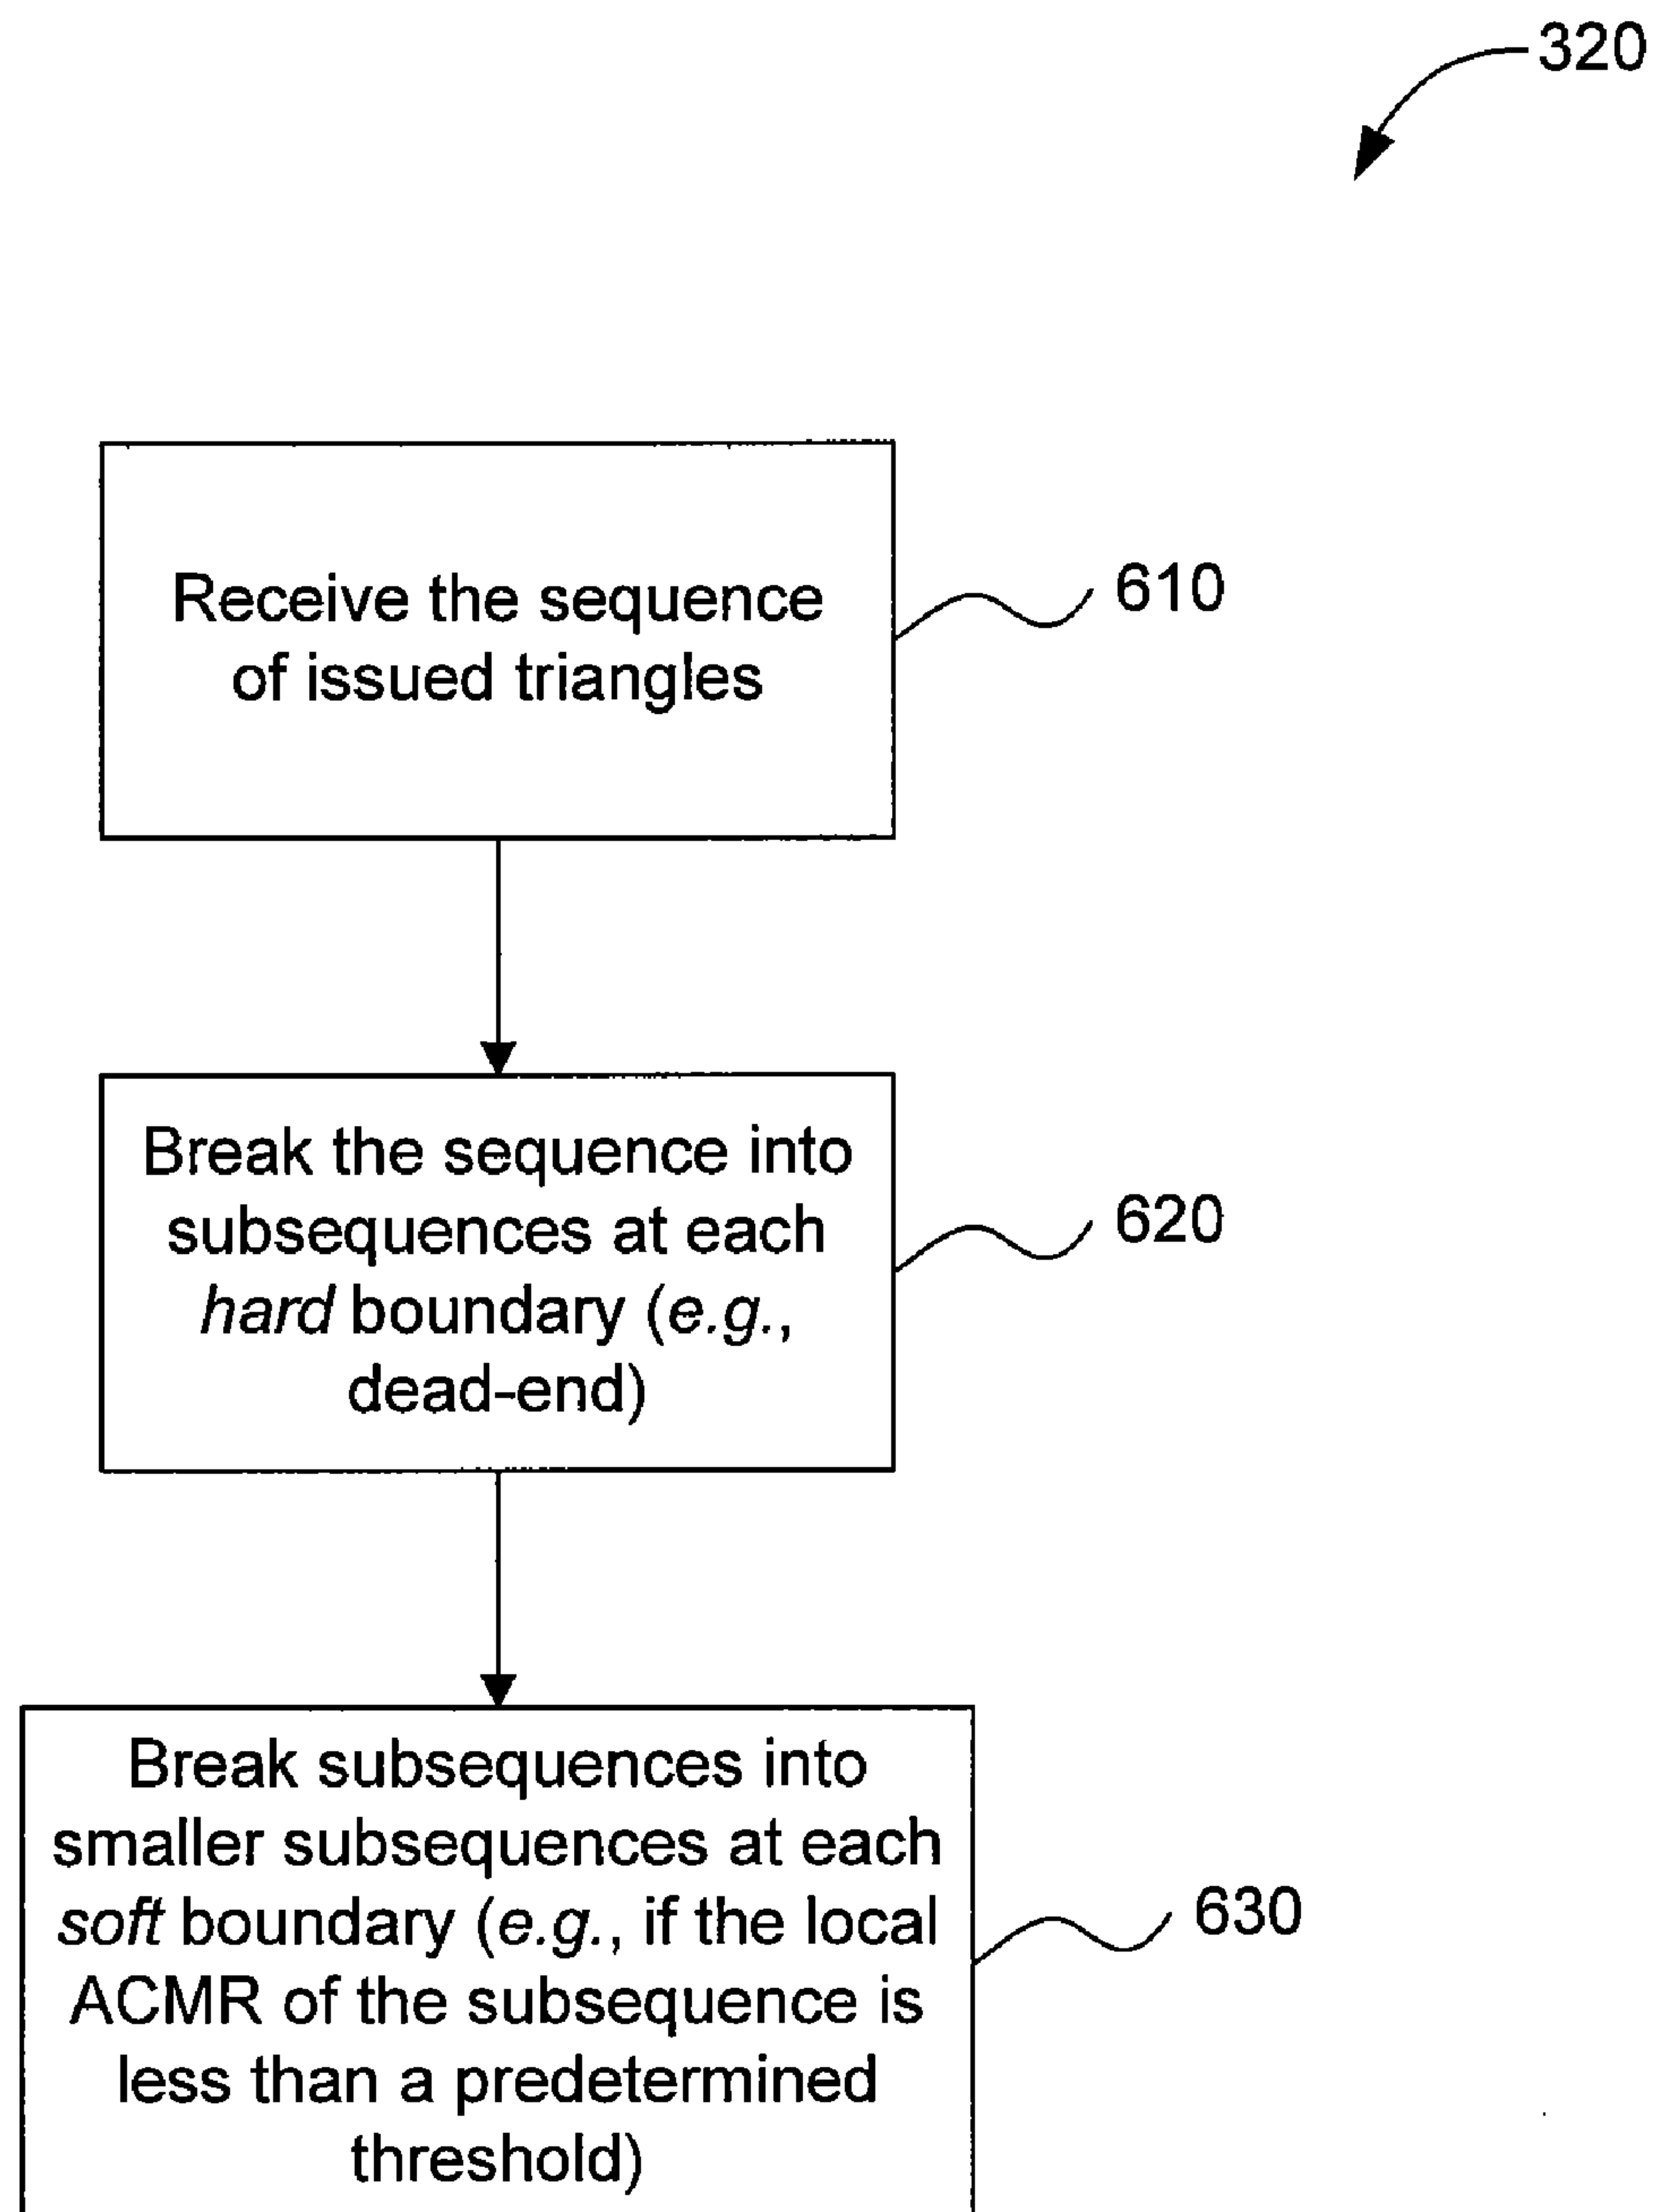 320
Receive the sequence
of issued triangles
610
Break the sequence into
subsequences at each
hard boundary (e.g.,
dead-end)
620
Break subsequences into
smaller subsequences at each
soft boundary (e.g., if the local
ACMR of the subsequence is
less than a predetermined
threshold)
630